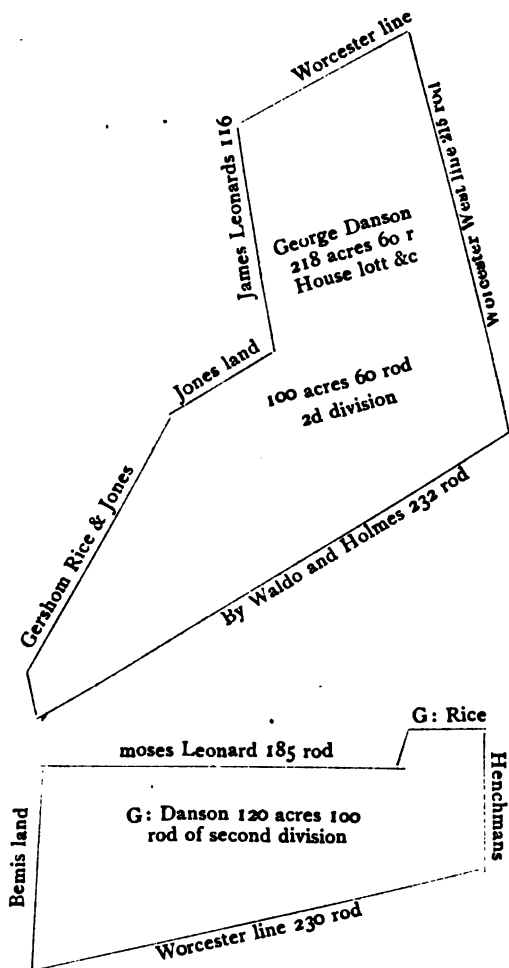 Worcester line
James Leonards 116
Worcester West line 215 rod
George Danson
218 acres 60 r
House lott &c
Jones land
100 acres 60 rod
2d division
Gershom Rice & Jones
By Waldo and Holmes 232 rod
G: Rice
moses Leonard 185 rod
Henchmans
Bemis land
G: Danson 120 acres 100
rod of second division
Worcester line 230 rod